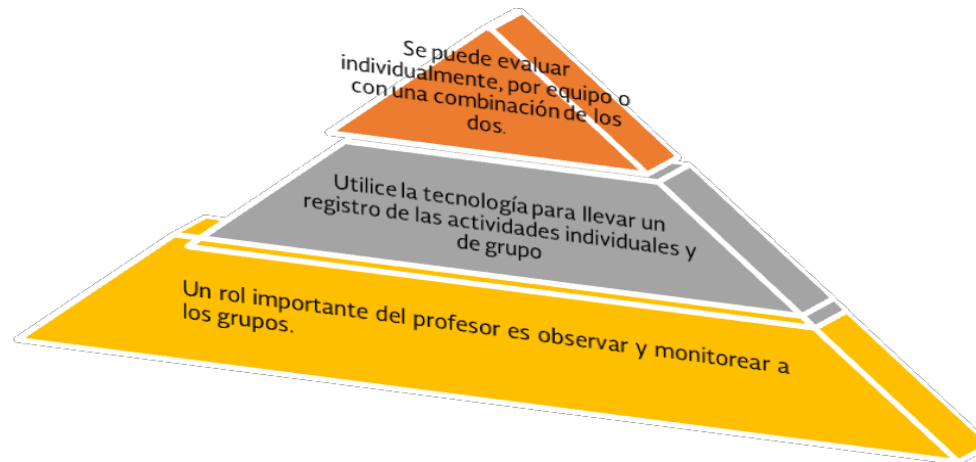 Se puede evaluar
individualmente, por equipo o
con una combinación de los
dos.
Utilice la tecnología para llevar un
registro de las actividades individuales y
de grupo
Un rol importante del profesor es observar y monitorear a
los grupos.